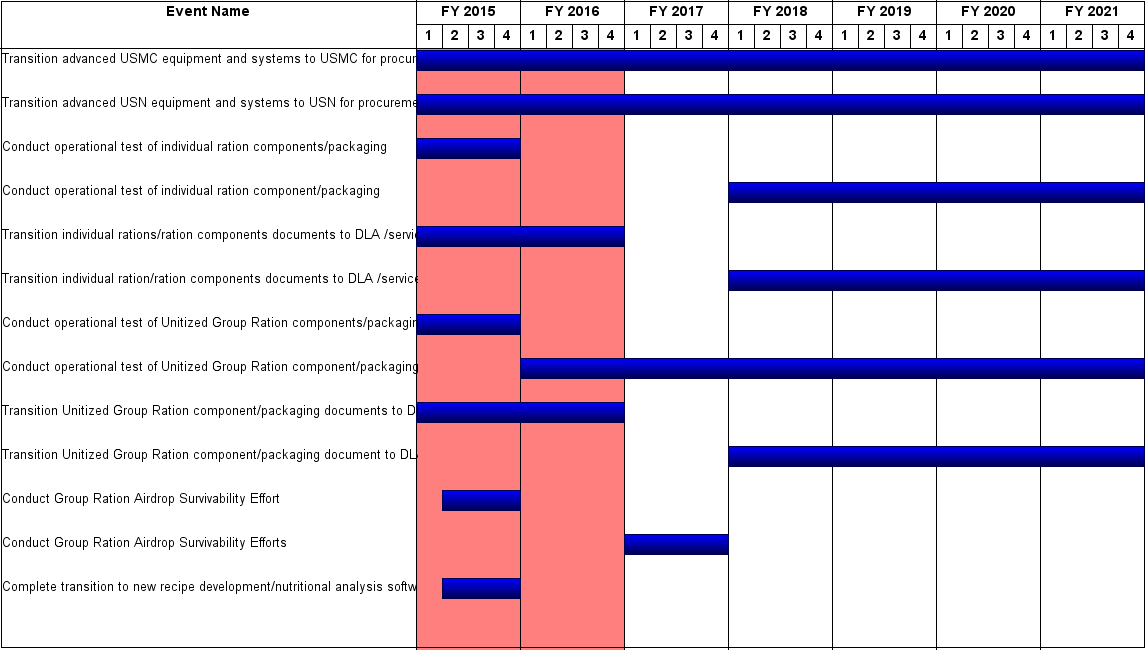 Event Name FY 2015 FY 2016 FY 2017 FY 2018 FY 2019 FY 2020 FY 2021
1 2 3 4 1 2 3 4 1 2 3 4 1 2 3 4 1 2 3 4 1 2 3 4 1 2 3 4
Transition advanced USMC equipment and systems to USMC for procur
Transition advanced USN equipment and systems to USN for procureme
Conduct operational test of individual ration components/packaging
Conduct operational test of individual ration component/packaging
Transition individual rations/ration components documents to DLA /servi
Transition individual ration/ration components documents to DLA /service
Conduct operational test of Unitized Group Ration components/packagin
Conduct operational test of Unitized Group Ration component/packaging
Transition Unitized Group Ration component/packaging documents to D
Transition Unitized Group Ration component/packaging document to DL
Conduct Group Ration Airdrop Survivability Effort
Conduct Group Ration Airdrop Survivability Efforts
Complete transition to new recipe development/nutritional analysis softw